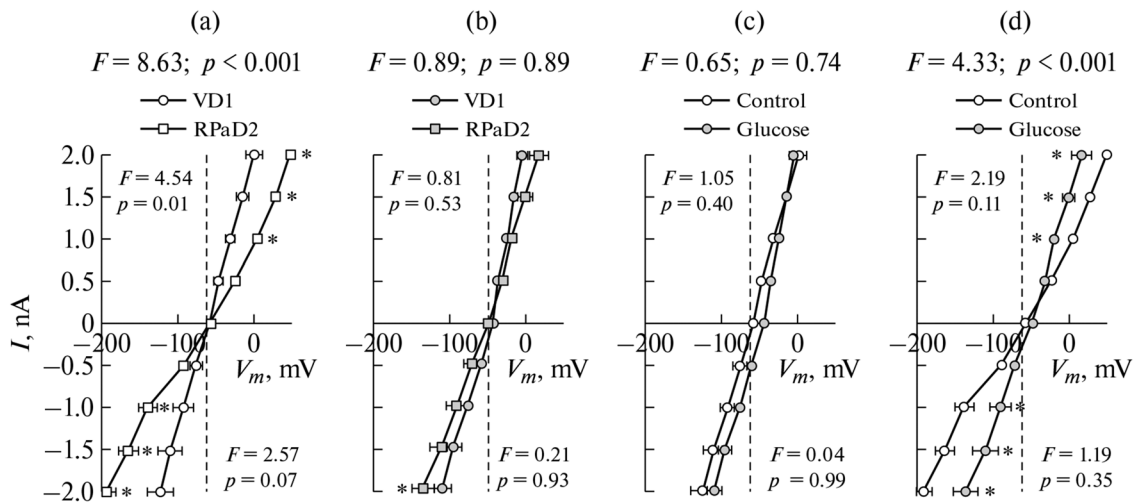 (a) (b) (c) (d)
F = 8.63; p < 0.001 F = 0.89; p = 0.89 F = 0.65; p = 0.74 F = 4.33; p < 0.001
VD1 VD1 Control Control
RPaD2 RPaD2 Glucose Glucose
2.0 * *
F = 4.54 F = 0.81 F = 1.05 F = 2.19
1.5 p = 0.01 * p = 0.53 p = 0.40 * p = 0.11
1.0 * *
0.5
I, nA
0
−200 −100 0 −200 −100 0 −200 −100 0 −200 −100 0
−0.5 Vm, mV Vm, mV Vm, mV Vm, mV
−1.0 * *
−1.5 * F = 2.57 F = 0.21 F = 0.04 * F = 1.19
p = 0.07 p = 0.93 p = 0.99 p = 0.35
−2.0 * * *